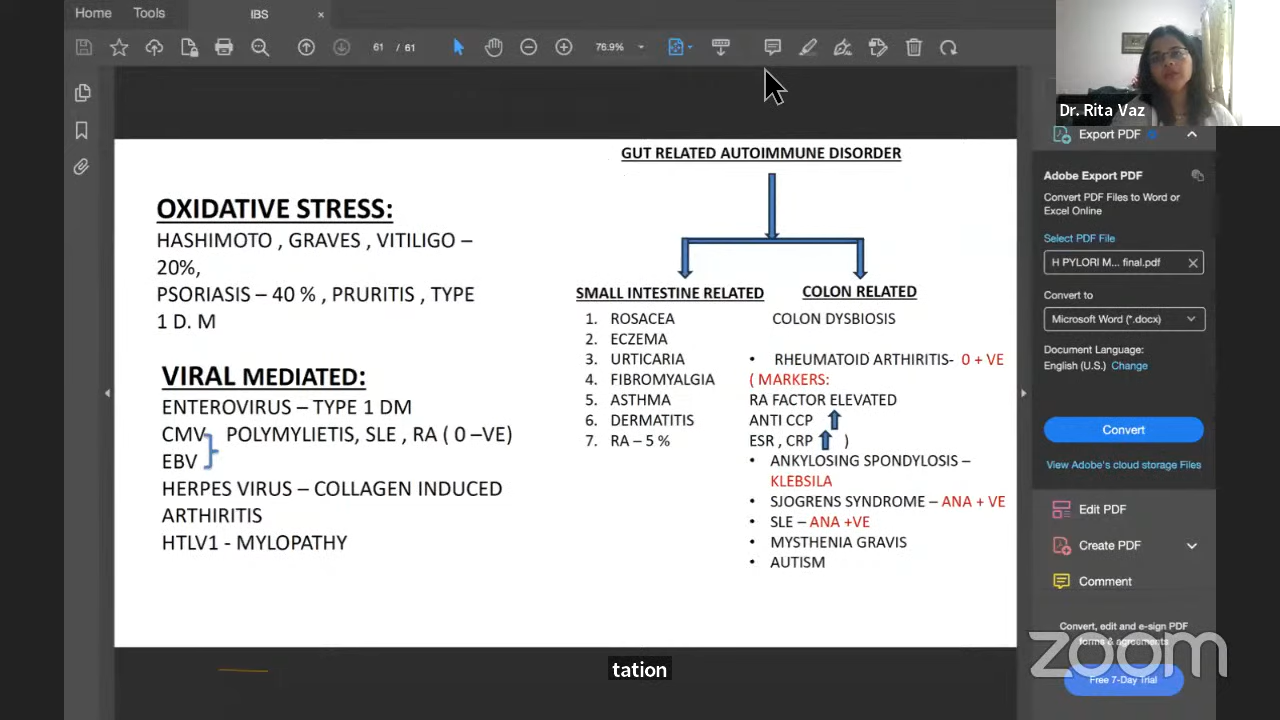 Home Tools IBS ×
61 / 61 76.9%
Dr. Rita Vaz
OXIDATIVE STRESS:
HASHIMOTO , GRAVES , VITILIGO –
20%,
PSORIASIS – 40 % , PRURITIS , TYPE
1 D. M
VIRAL MEDIATED:
ENTEROVIRUS – TYPE 1 DM
CMV POLYMYLIETIS, SLE , RA ( 0 –VE)
EBV
HERPES VIRUS – COLLAGEN INDUCED
ARTHIRITIS
HTLV1 - MYLOPATHY
GUT RELATED AUTOIMMUNE DISORDER
SMALL INTESTINE RELATED
1. ROSACEA
2. ECZEMA
3. URTICARIA
4. FIBROMYALGIA
5. ASTHMA
6. DERMATITIS
7. RA – 5 %
COLON RELATED
COLON DYSBIOSIS
• RHEUMATOID ARTHRITIS- 0 + VE
( MARKERS:
RA FACTOR ELEVATED
ANTI CCP
ESR , CRP )
• ANKYLOSING SPONDYLOSIS –
KLEBSILA
• SJOGRENS SYNDROME – ANA + VE
• SLE – ANA +VE
• MYSTHENIA GRAVIS
• AUTISM
Export PDF
Adobe Export PDF
Convert PDF Files to Word or
Excel Online
Select PDF File
H PYLORI M... final.pdf
Convert to
Microsoft Word (*.docx)
Document Language:
English (U.S.) Change
Convert
View Adobe's cloud storage Files
Edit PDF
Create PDF
Comment
Convert, edit and e-sign PDF
forms & agreements
Free 7-Day Trial
zoom
tation